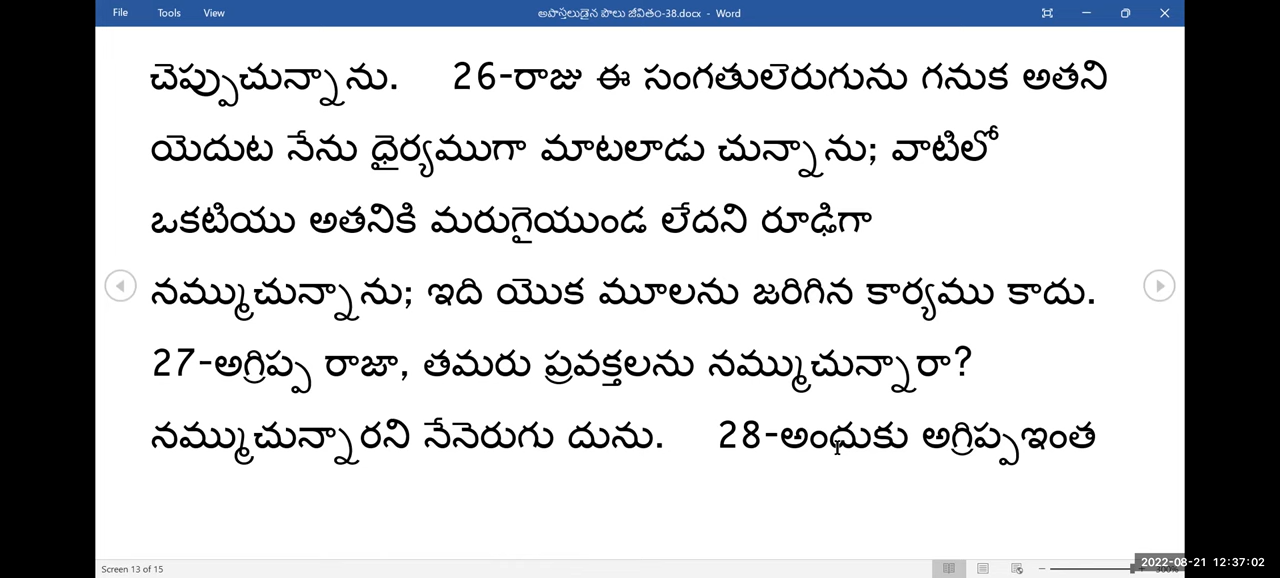 File Tools View అపొస్తలుడైన పౌలు జీవితం-38.docx - Word
చెప్పుచున్నాను. 26-రాజు ఈ సంగతులెరుగును గనుక అతని
యెదుట నేను ధైర్యముగా మాటలాడు చున్నాను; వాటిలో
ఒకటియు అతనికి మరుగైయుండ లేదని రూఢిగా
నమ్ముచున్నాను; ఇది యొక మూలను జరిగిన కార్యము కాదు.
27-అగ్రిప్ప రాజా, తమరు ప్రవక్తలను నమ్ముచున్నారా?
నమ్ముచున్నారని నేనెరుగు దును. 28-అందుకు అగ్రిప్పఇంత
2022-08-21 12:37:02
Screen 13 of 15